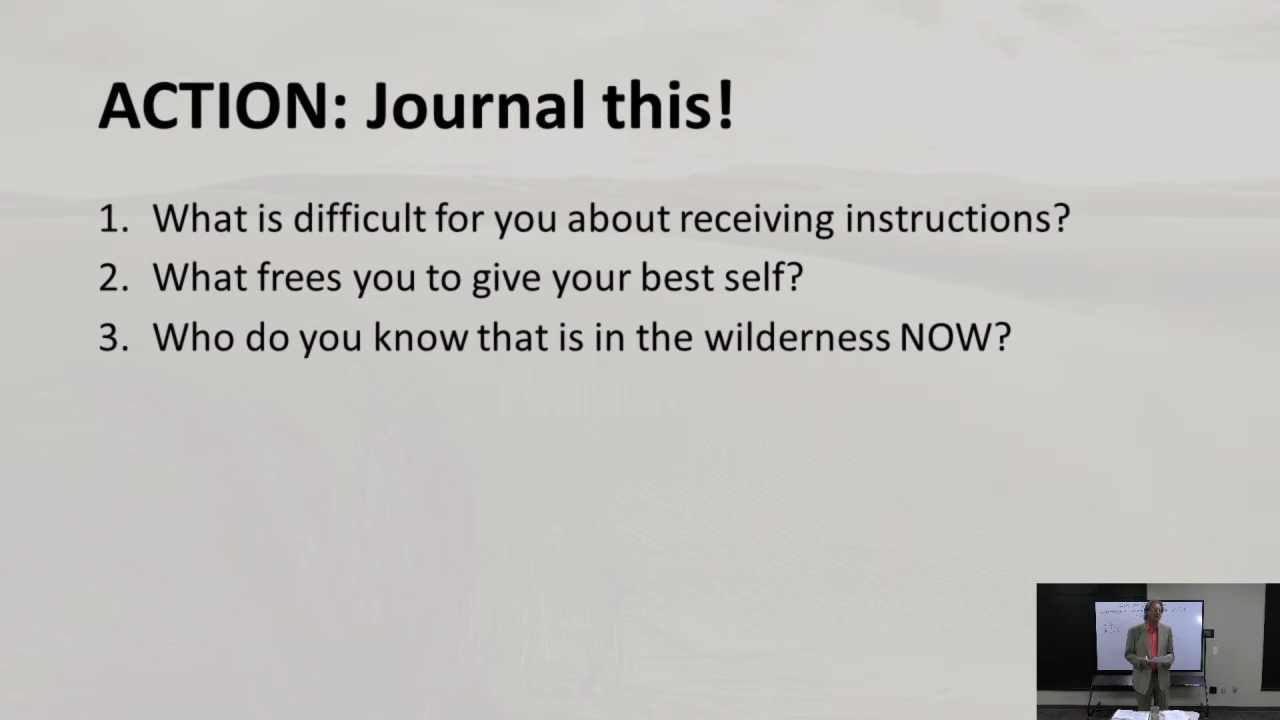 ACTION: Journal this!
1. What is difficult for you about receiving instructions?
2. What frees you to give your best self?
3. Who do you know that is in the wilderness NOW?